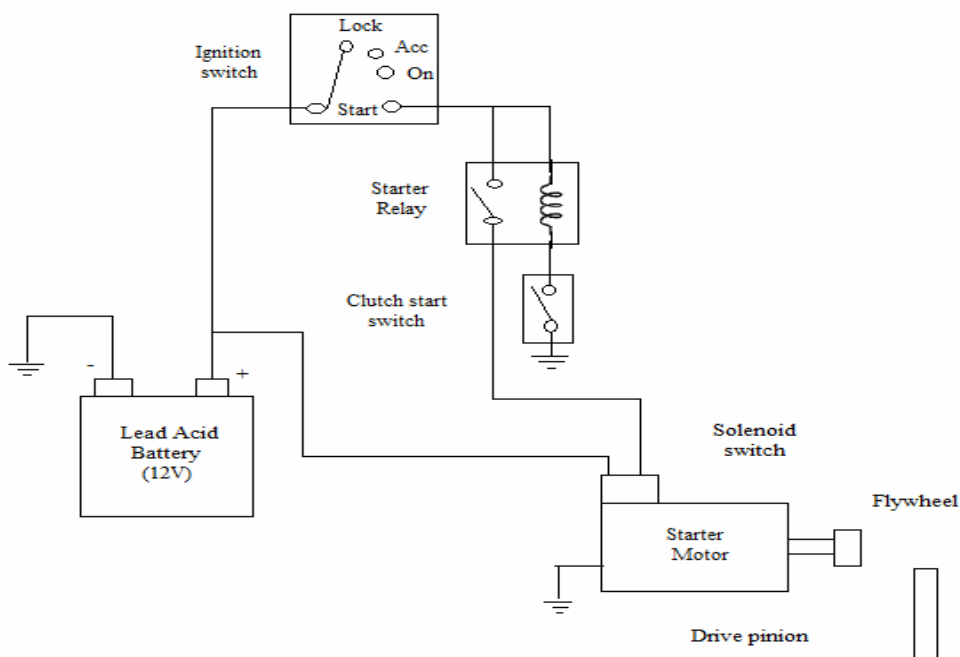 Lock
Ignition
switch
Acc
On
Start
Starter
Relay
Clutch start
switch
-
+
Lead Acid
Battery
(12V)
Solenoid
switch
Flywheel
Starter
Motor
Drive pinion